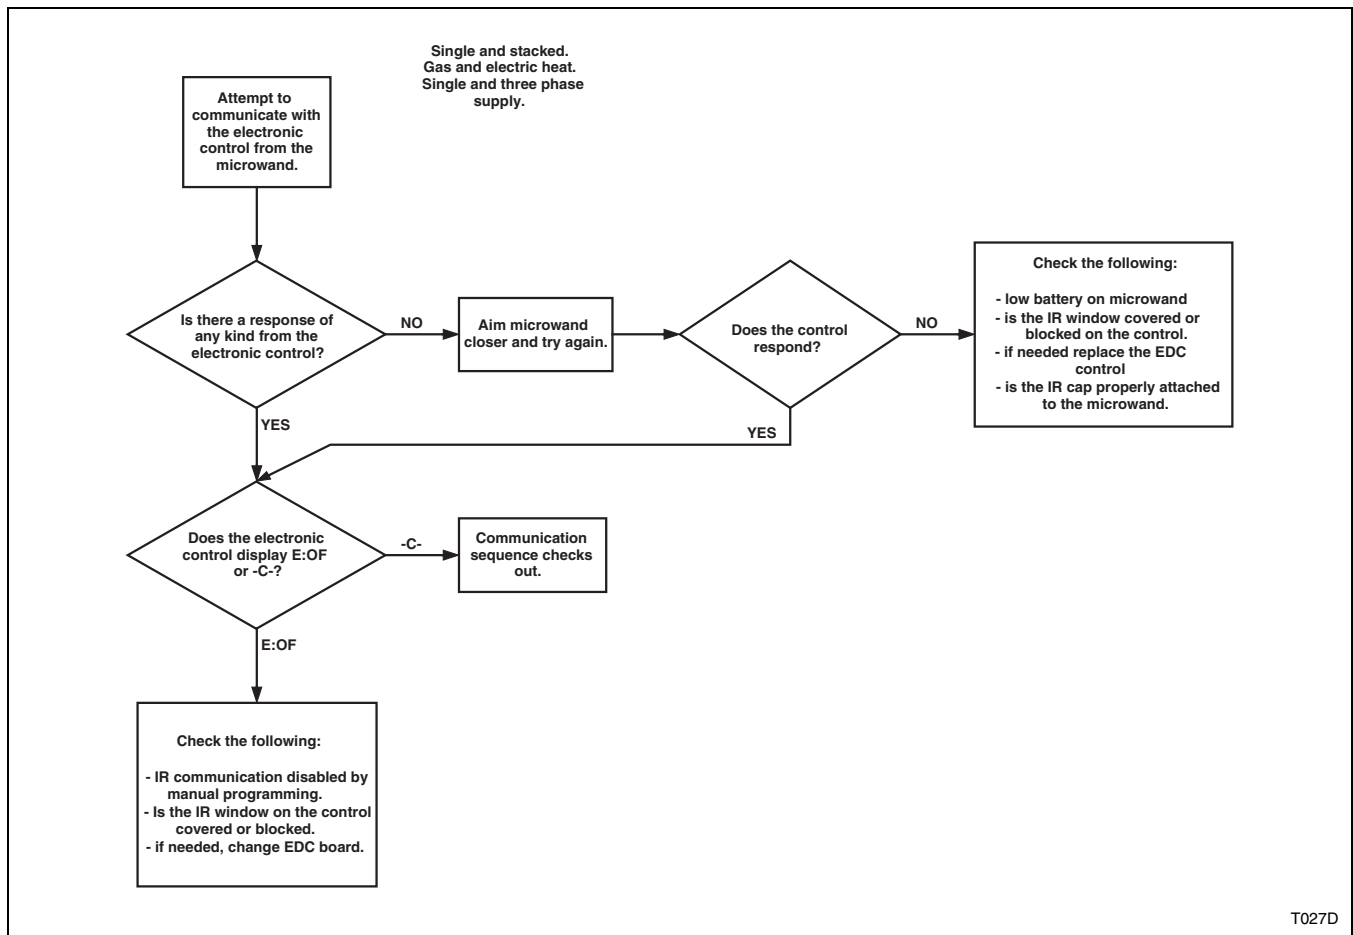 Single and stacked.
Gas and electric heat.
Single and three phase
supply.
Attempt to
communicate with
the electronic
control from the
microwand.
Is there a response of
any kind from the
electronic control?
NO
Aim microwand
closer and try again.
Does the control
respond?
NO
Check the following:
- low battery on microwand
- is the IR window covered or
blocked on the control.
- if needed replace the EDC
control
- is the IR cap properly attached
to the microwand.
YES
YES
Does the electronic
control display E:OF
or -C-?
-C-
Communication
sequence checks
out.
E:OF
Check the following:
- IR communication disabled by
manual programming.
- Is the IR window on the control
covered or blocked.
- if needed, change EDC board.
T027D